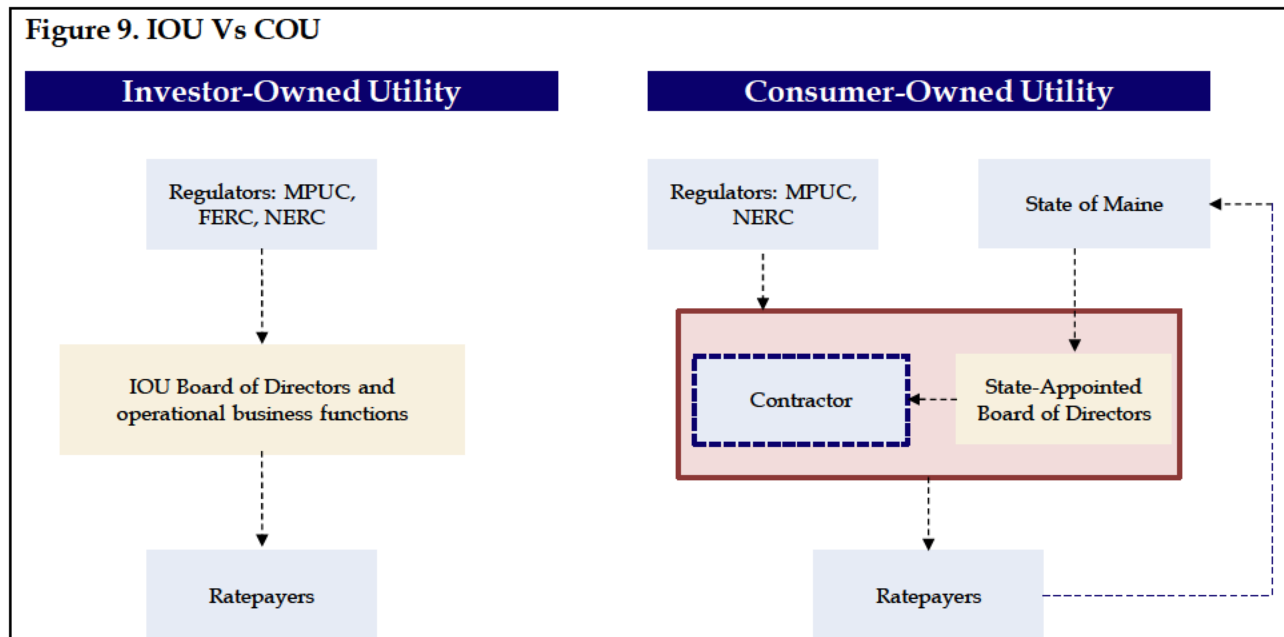 Figure 9. IOU Vs COU
Investor-Owned Utility
Regulators: MPUC,
FERC, NERC
IOU Board of Directors and
operational business functions
Ratepayers
Consumer-Owned Utility
Regulators: MPUC,
NERC
State of Maine
Contractor
State-Appointed
Board of Directors
Ratepayers